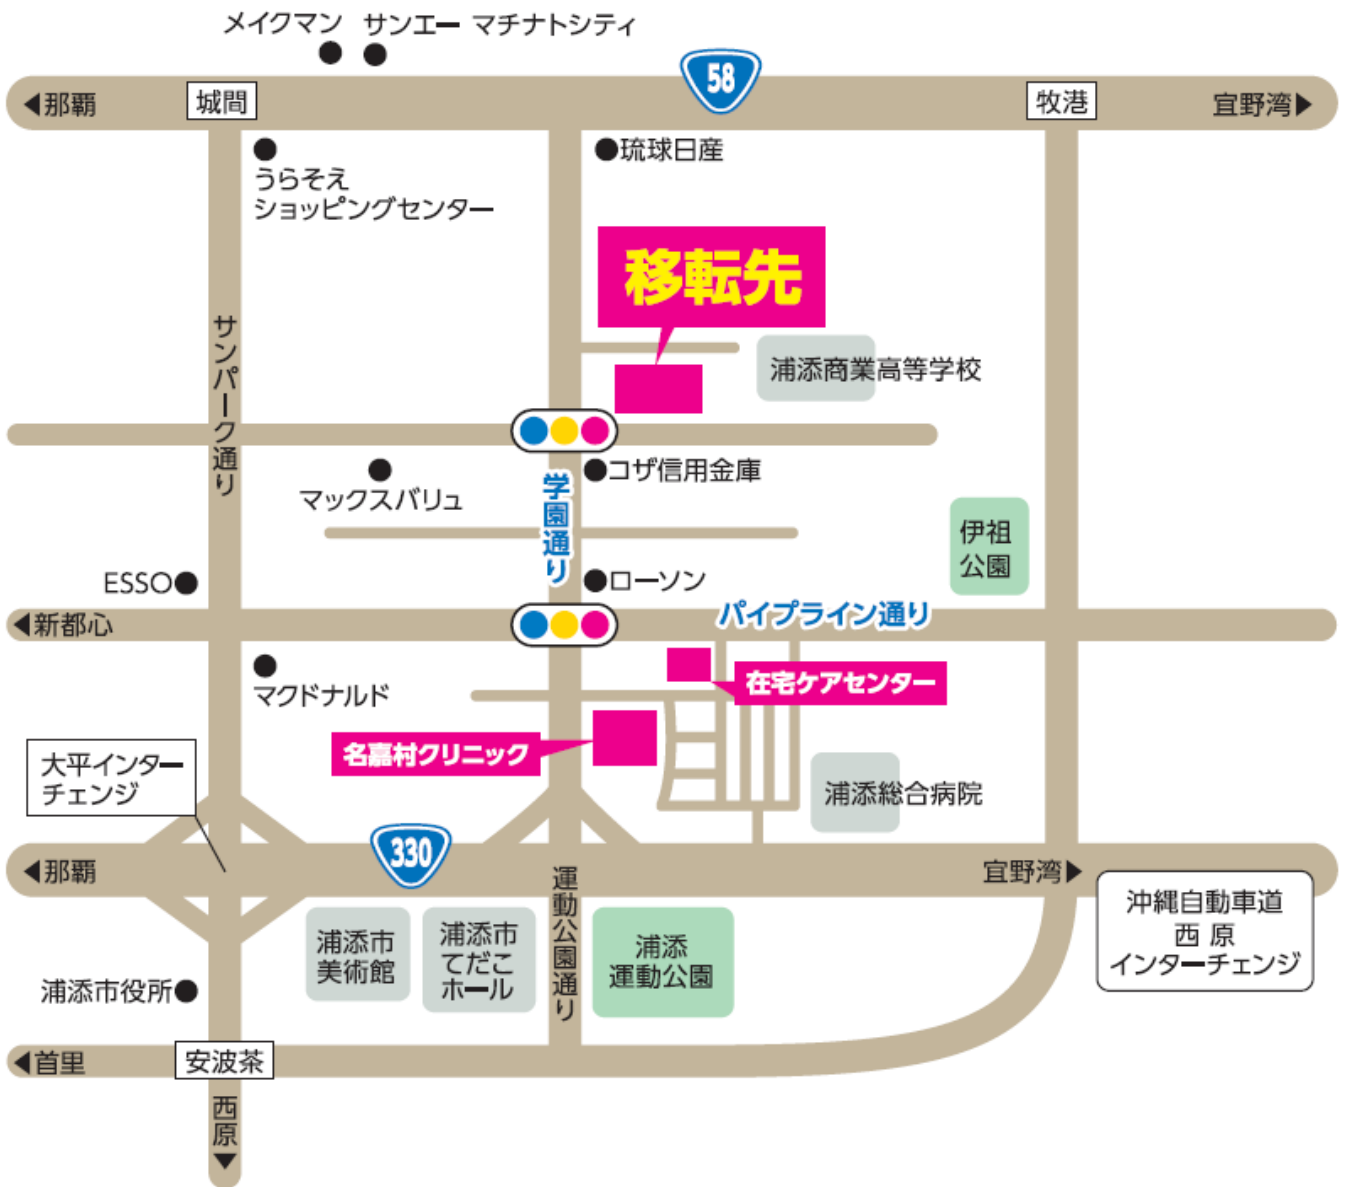 メイクマン
サンエー マチナトシティ
58
◀那覇
城間
牧港
宜野湾▶
うらそえ
ショッピングセンター
琉球日産
移転先
サンパーク通り
浦添商業高等学校
マックスバリュ
コザ信用金庫
学園通り
伊祖
公園
ESSO
ローソン
◀新都心
パイプライン通り
マクドナルド
在宅ケアセンター
名嘉村クリニック
大平インター
チェンジ
浦添総合病院
330
◀那覇
宜野湾▶
運動公園通り
沖縄自動車道
西原
インターチェンジ
浦添市
美術館
浦添市
てだこ
ホール
浦添
運動公園
浦添市役所
◀首里
安波茶
西原▼